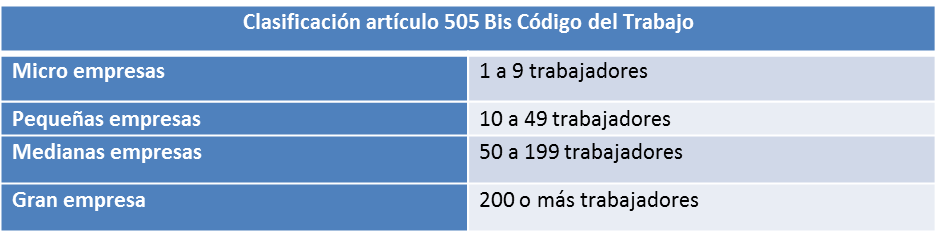 Clasificación artículo 505 Bis Código del Trabajo
Micro empresas 1 a 9 trabajadores
Pequeñas empresas 10 a 49 trabajadores
Medianas empresas 50 a 199 trabajadores
Gran empresa 200 o más trabajadores